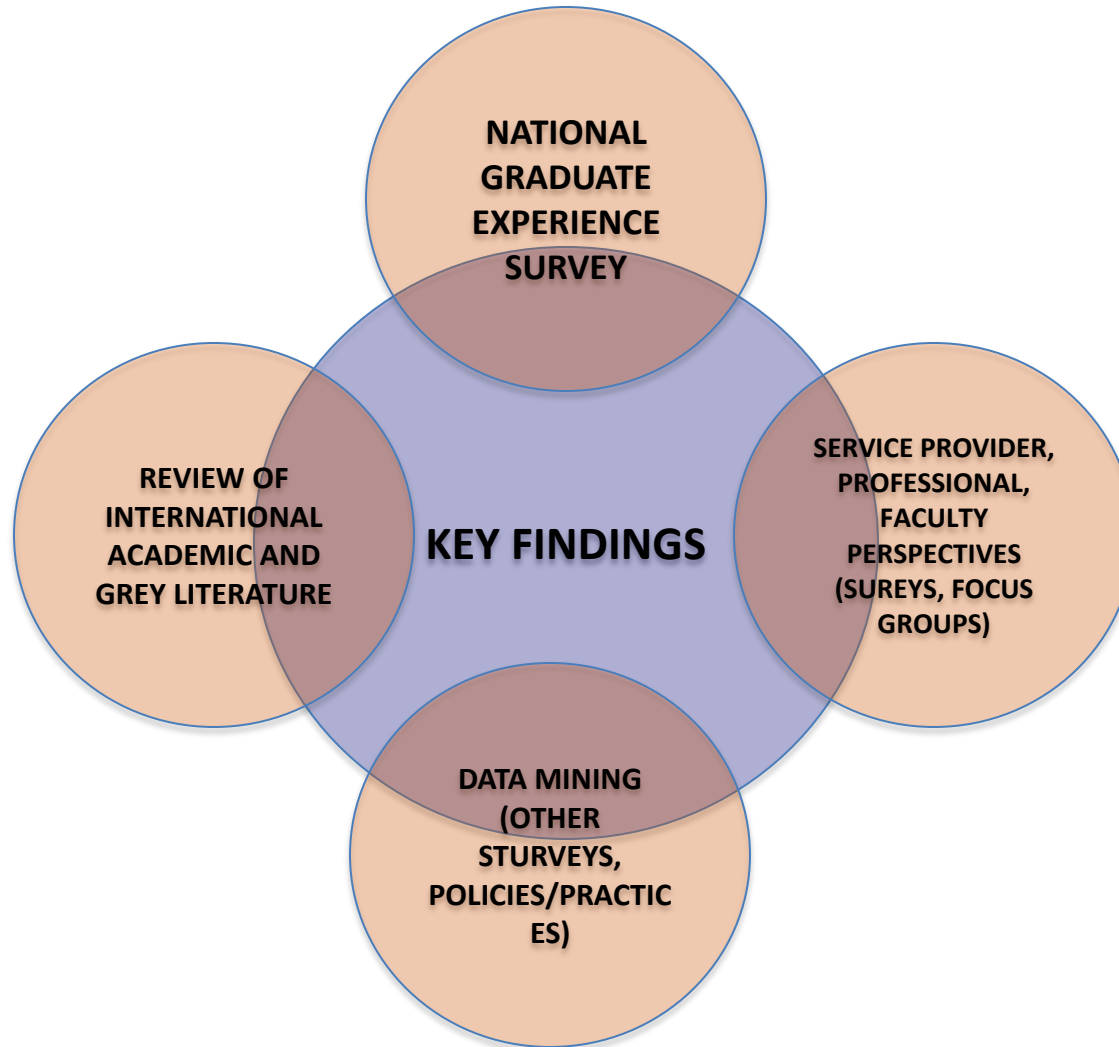 NATIONAL
GRADUATE
EXPERIENCE
SURVEY
REVIEW OF
INTERNATIONAL
ACADEMIC AND
GREY LITERATURE
KEY FINDINGS
SERVICE PROVIDER,
PROFESSIONAL,
FACULTY
PERSPECTIVES
(SUREYS, FOCUS
GROUPS)
DATA MINING
(OTHER
STURVEYS,
POLICIES/PRACTIC
ES)